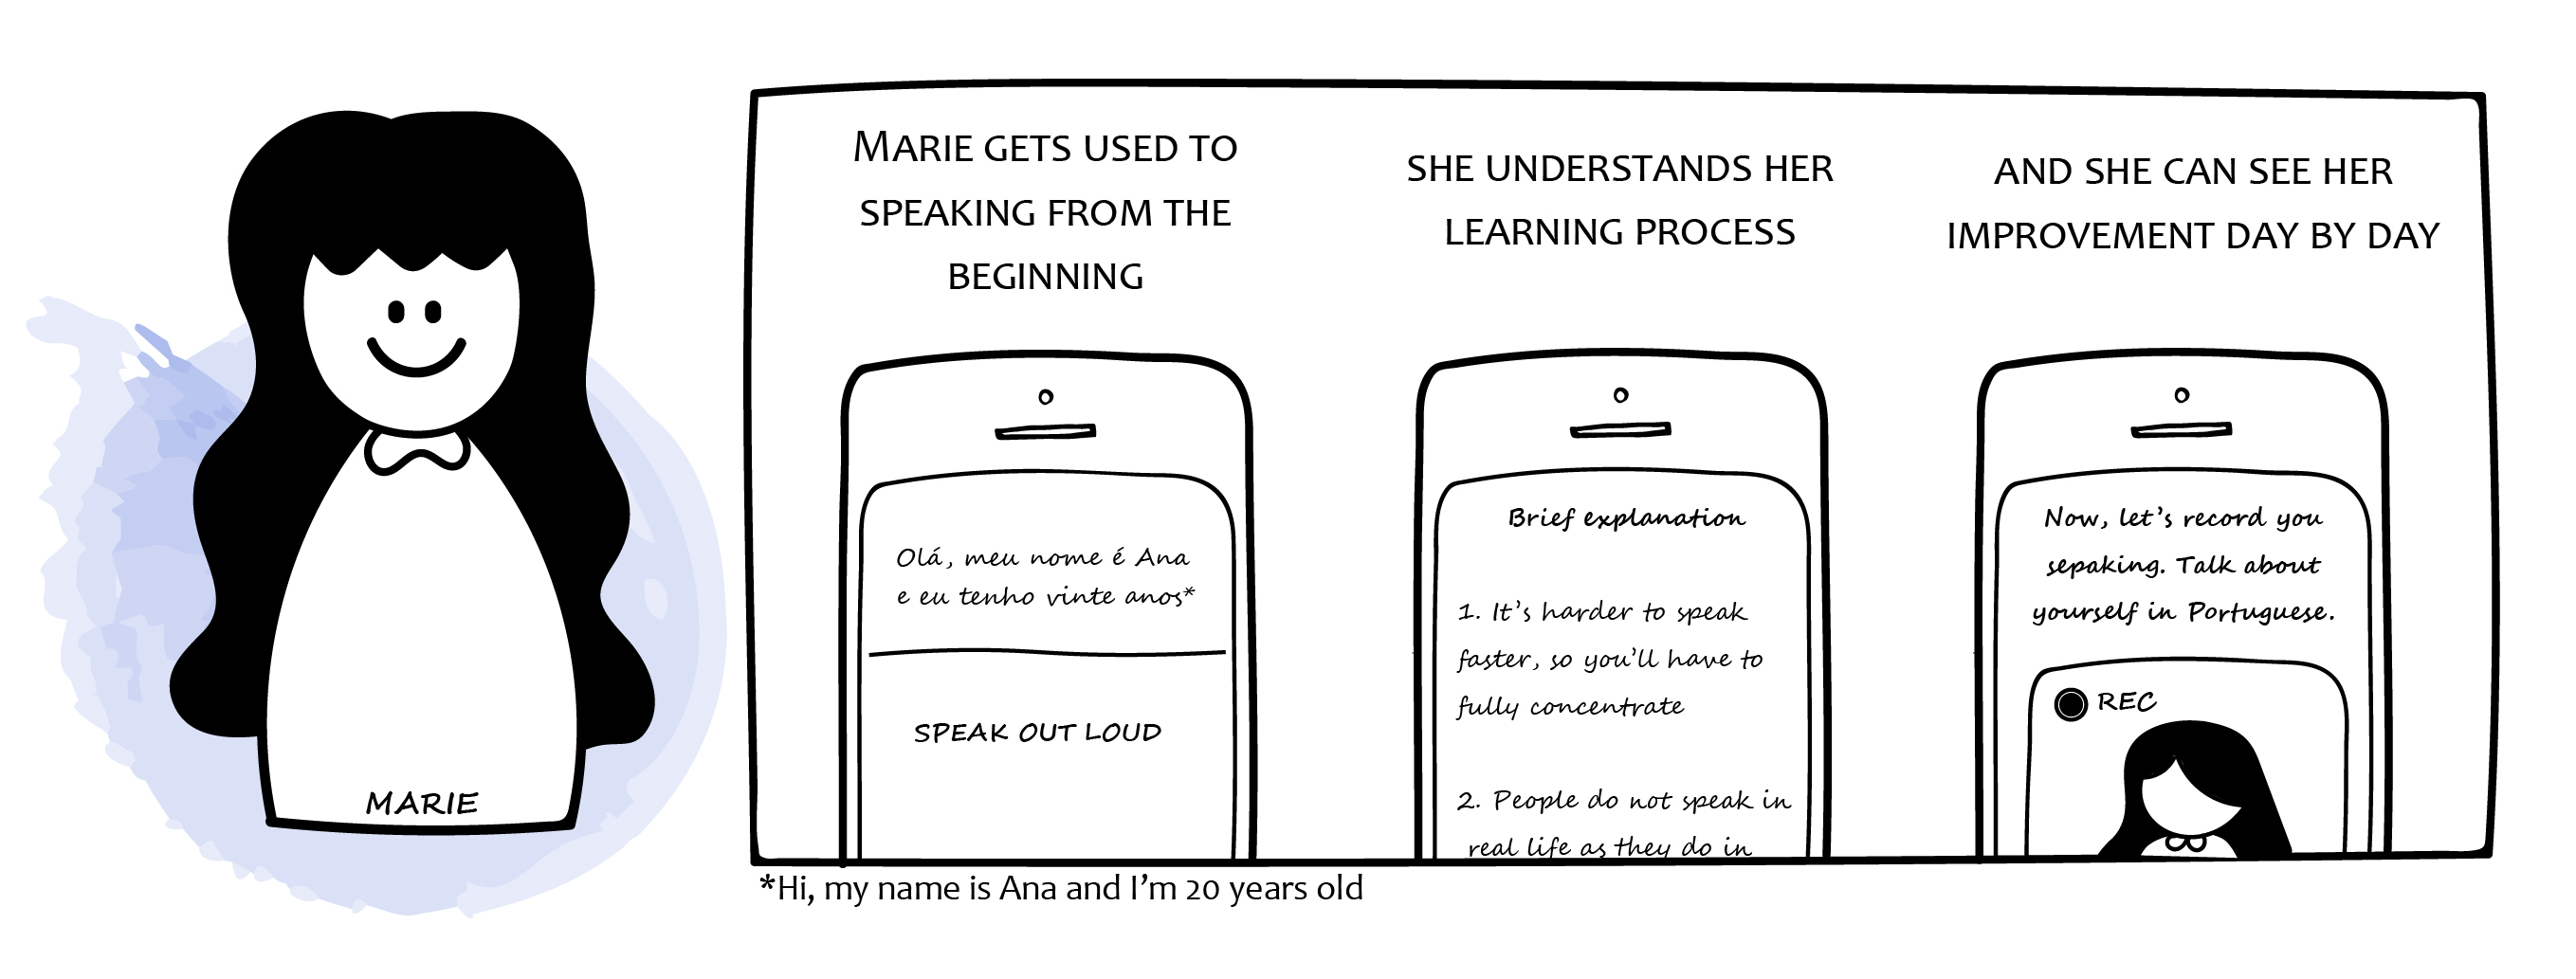 MARIE
MARIE GETS USED TO
SPEAKING FROM THE
BEGINNING
Olá, meu nome é Ana
e eu tenho vinte anos*
SPEAK OUT LOUD
SHE UNDERSTANDS HER
LEARNING PROCESS
Brief explanation
1. It's harder to speak
faster, so you'll have to
fully concentrate
2. People do not speak in
real life as they do in
AND SHE CAN SEE HER
IMPROVEMENT DAY BY DAY
Now, let's record you
sepaking. Talk about
yourself in Portuguese.
REC
*Hi, my name is Ana and I'm 20 years old